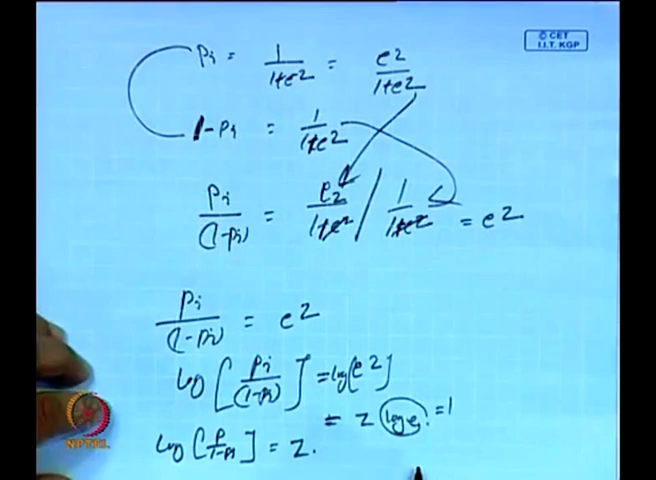 © CET
I.I.T. KGP
Pi = 1/(1+e^z) = e^z/(1+e^z)
1-Pi = 1/(1+e^z)
Pi/(1-Pi) = e^z/(1+e^z) / 1/(1+e^z) = e^z
Pi/(1-Pi) = e^z
log [Pi/(1-Pi)] = log[e^z]
= z log e. = 1
log [P/1-Pi] = z.
NPTEL